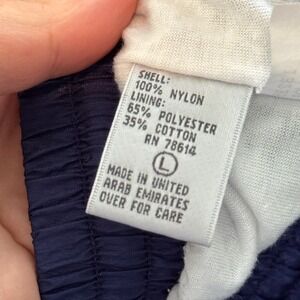 SHELL:
100% NYLON
LINING:
65% POLYESTER
35% COTTON
RN 78614
L
MADE IN UNITED
ARAB EMIRATES
OVER FOR CARE